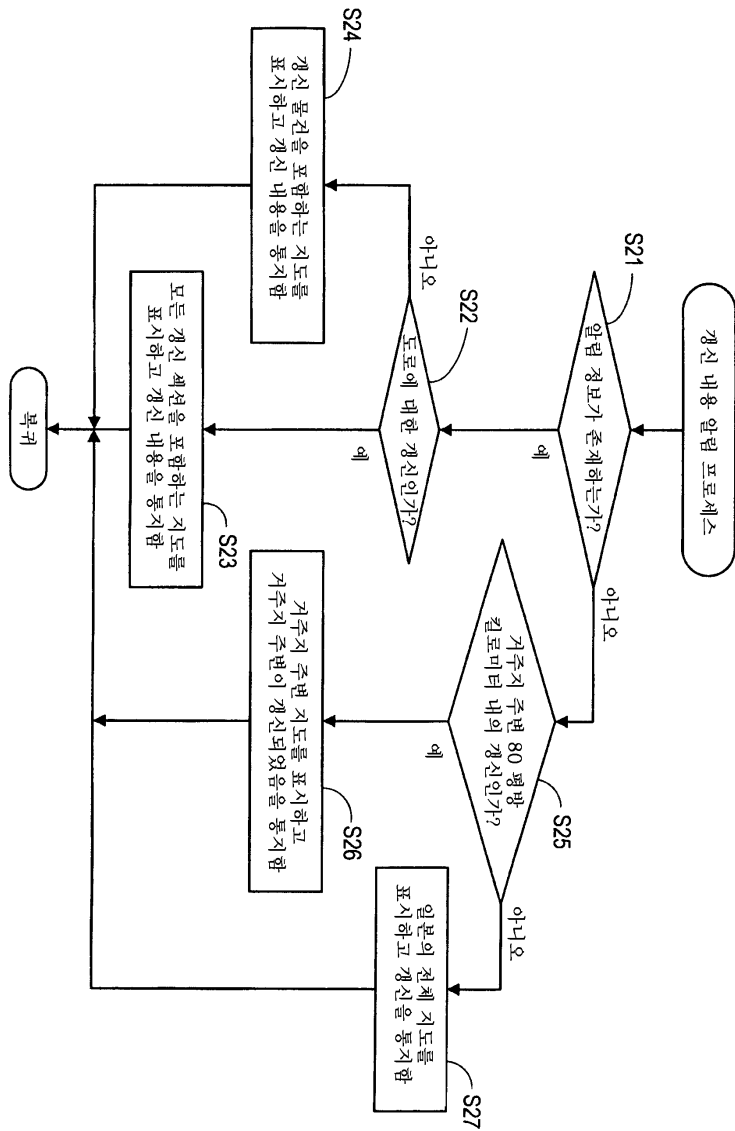 갱신 내용 알림 프로세스
S21
알림 정보가 존재하는가?
아니오
예
S22
도로에 대한 갱신인가?
아니오
예
S24
갱신 물건을 포함하는 지도를
표시하고 갱신 내용을 통지함
모든 갱신 섹션을 포함하는 지도를
표시하고 갱신 내용을 통지함
S23
거주지 주변 80 평방
킬로미터 내의 갱신인가?
S25
아니오
예
거주지 주변 지도를 표시하고
거주지 주변이 갱신되었음을 통지함
S26
일본의 전체 지도를
표시하고 갱신을 통지함
S27
복귀